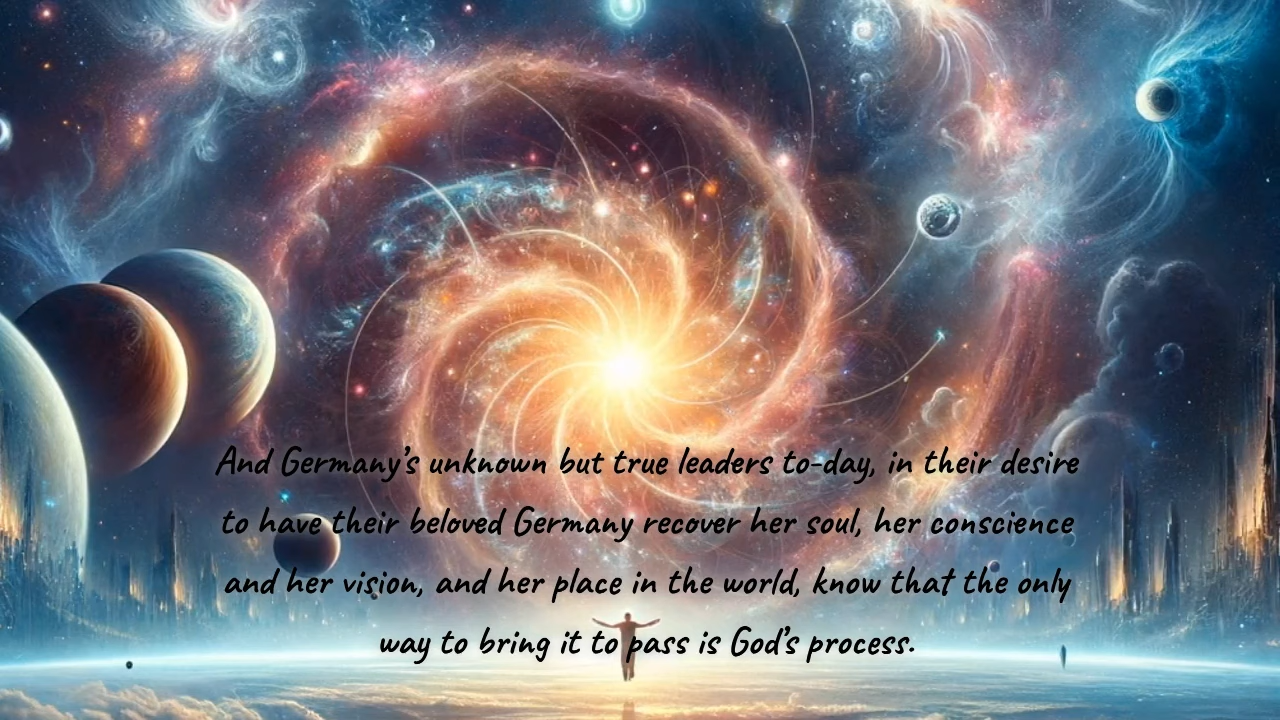 And Germany's unknown but true leaders to-day, in their desire
to have their beloved Germany recover her soul, her conscience
and her vision, and her place in the world, know that the only
way to bring it to pass is God's process.